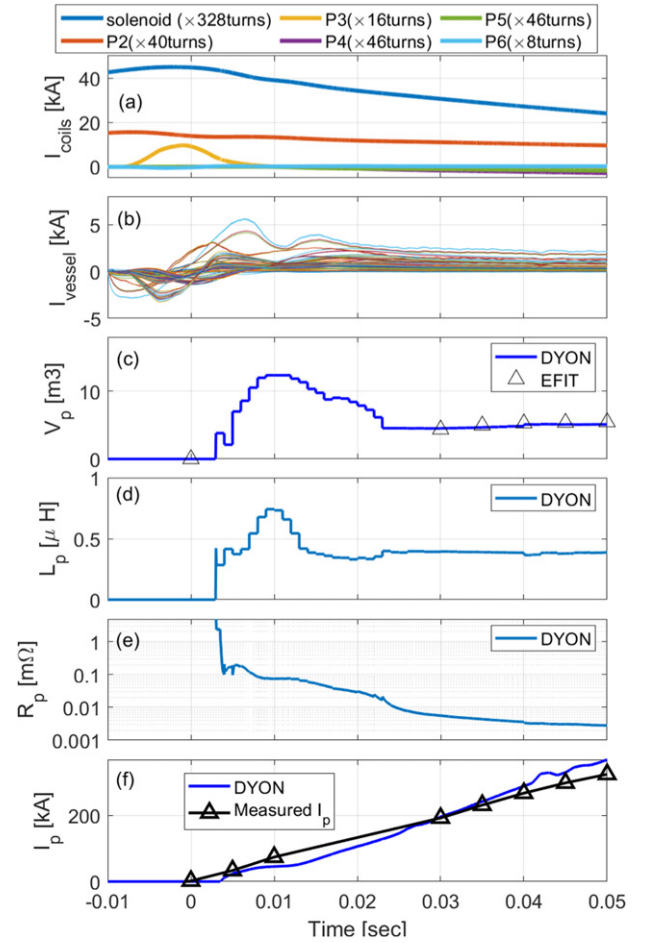 solenoid (×328turns) P3(×16turns) P5(×46turns)
P2(×40turns) P4(×46turns) P6(×8turns)
I_coils [kA]
40
20
0
(a)
I_vessel [kA]
5
0
-5
(b)
V_p [m3]
10
0
(c)
DYON
EFIT
L_p [μ H]
1
0.5
0
(d)
DYON
R_p [mΩ]
1
0.1
0.01
0.001
(e)
DYON
I_p [kA]
200
0
(f)
DYON
Measured I_p
-0.01 0 0.01 0.02 0.03 0.04 0.05
Time [sec]